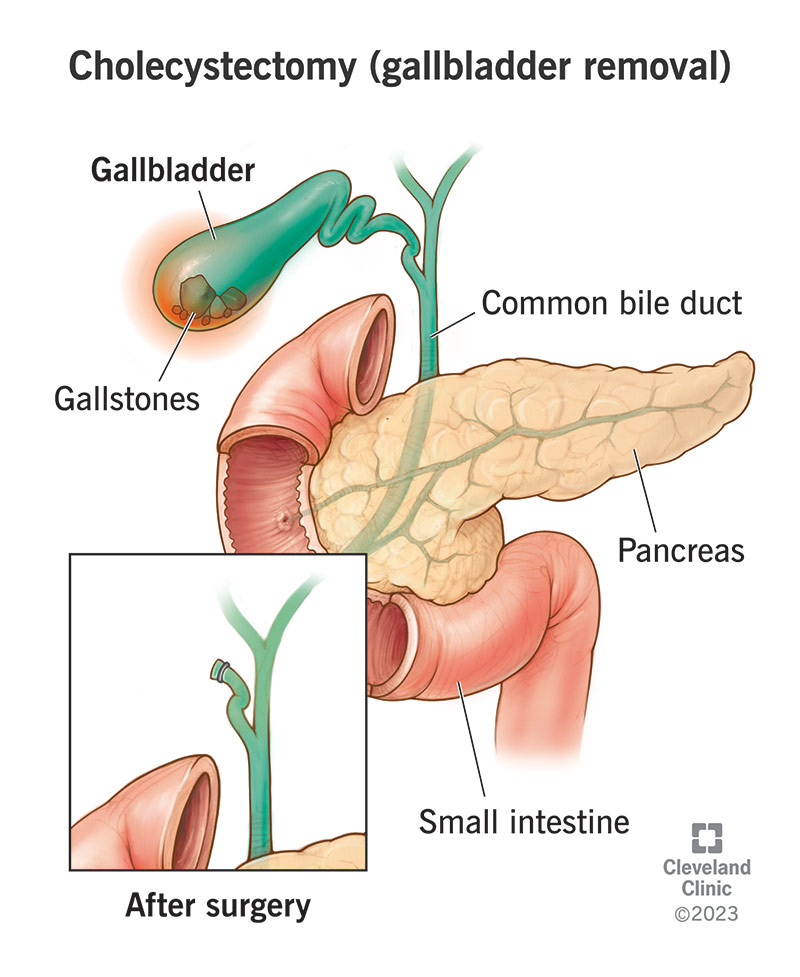 Cholecystectomy (gallbladder removal)
Gallbladder
Common bile duct
Gallstones
Pancreas
Small intestine
After surgery
Cleveland
Clinic
©2023